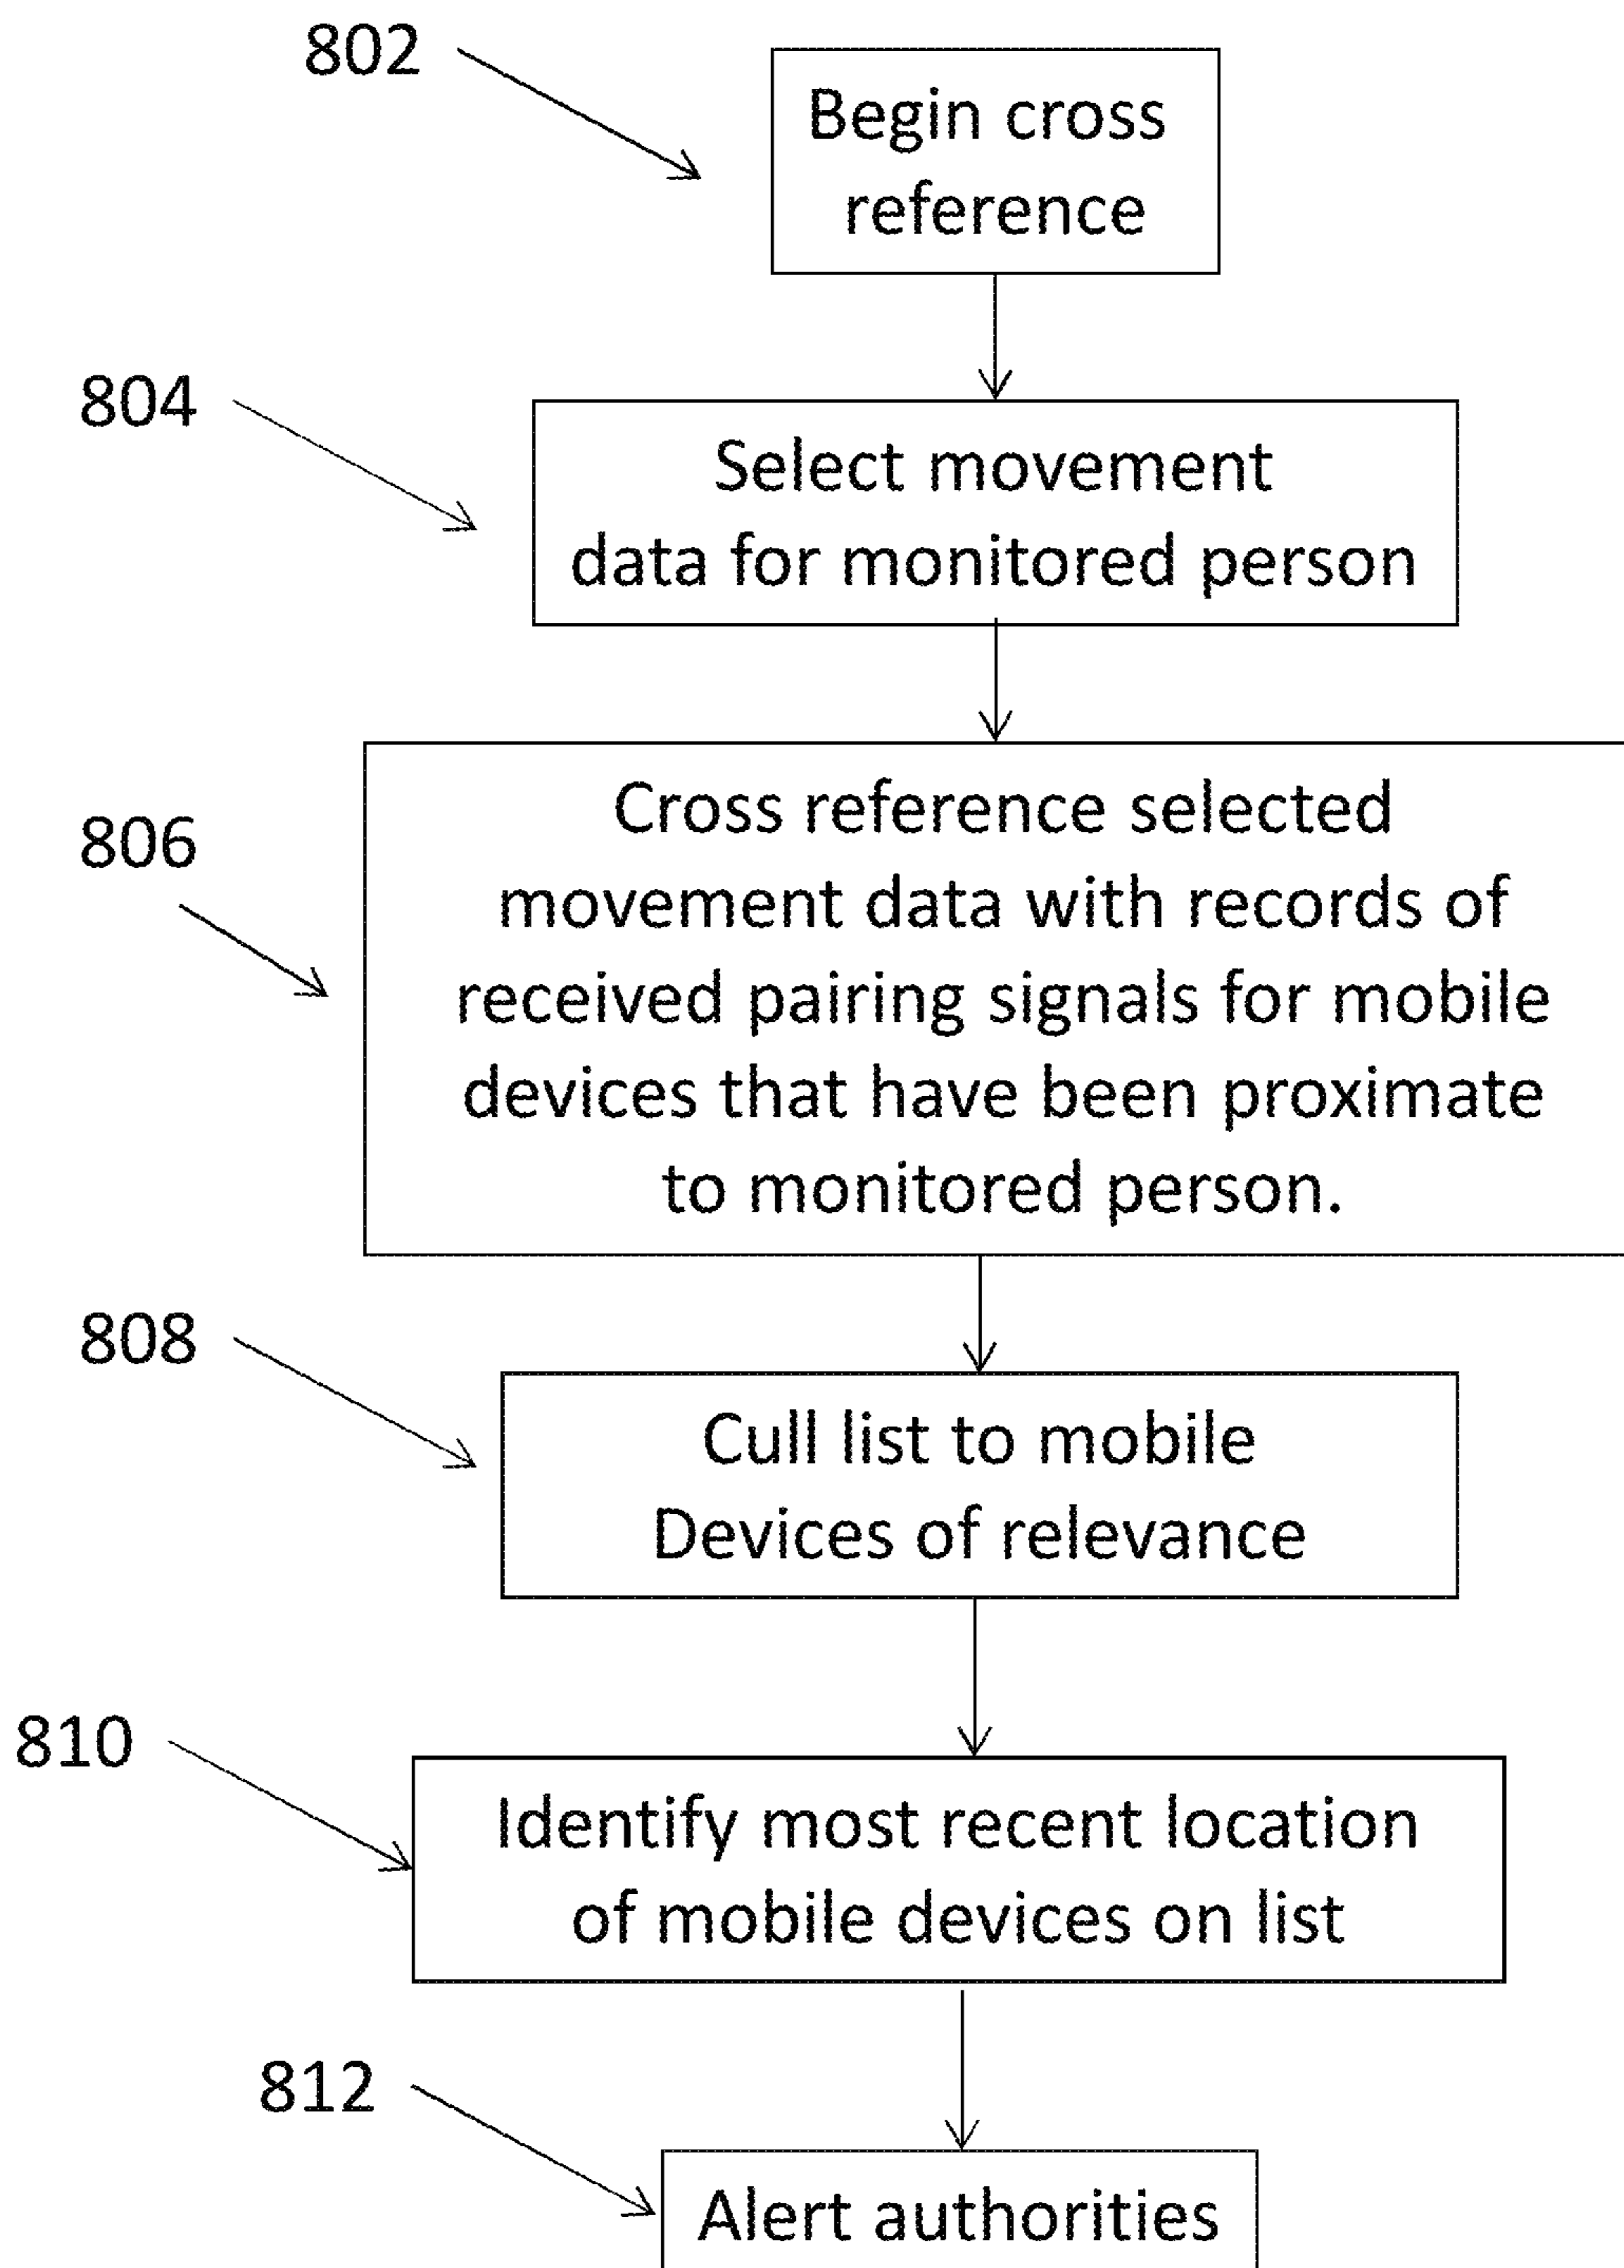 802
Begin cross
reference
804
Select movement
data for monitored person
806
Cross reference selected
movement data with records of
received pairing signals for mobile
devices that have been proximate
to monitored person.
808
Cull list to mobile
Devices of relevance
810
Identify most recent location
of mobile devices on list
812
Alert authorities